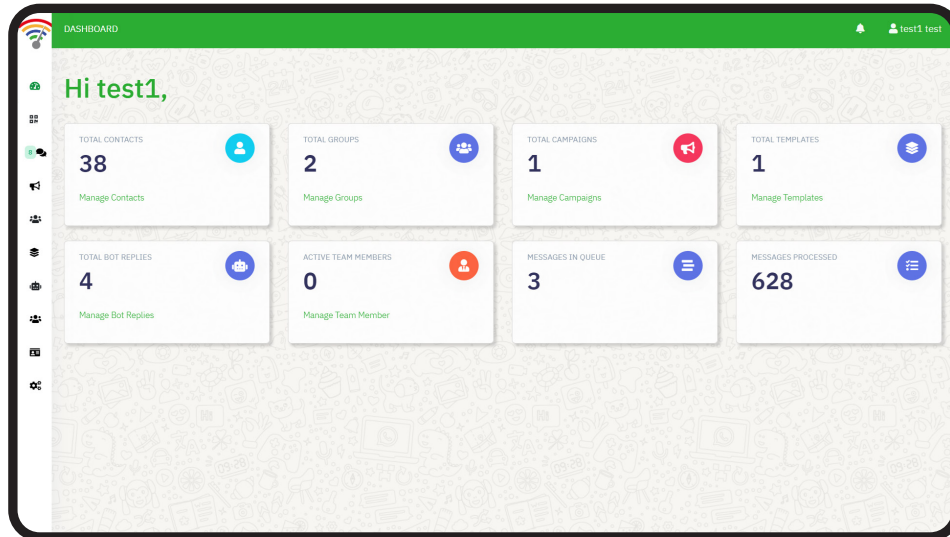 DASHBOARD
test1 test
Hi test1,
TOTAL CONTACTS
38
Manage Contacts
TOTAL GROUPS
2
Manage Groups
TOTAL CAMPAIGNS
1
Manage Campaigns
TOTAL TEMPLATES
1
Manage Templates
TOTAL BOT REPLIES
4
Manage Bot Replies
ACTIVE TEAM MEMBERS
0
Manage Team Member
MESSAGES IN QUEUE
3
MESSAGES PROCESSED
628